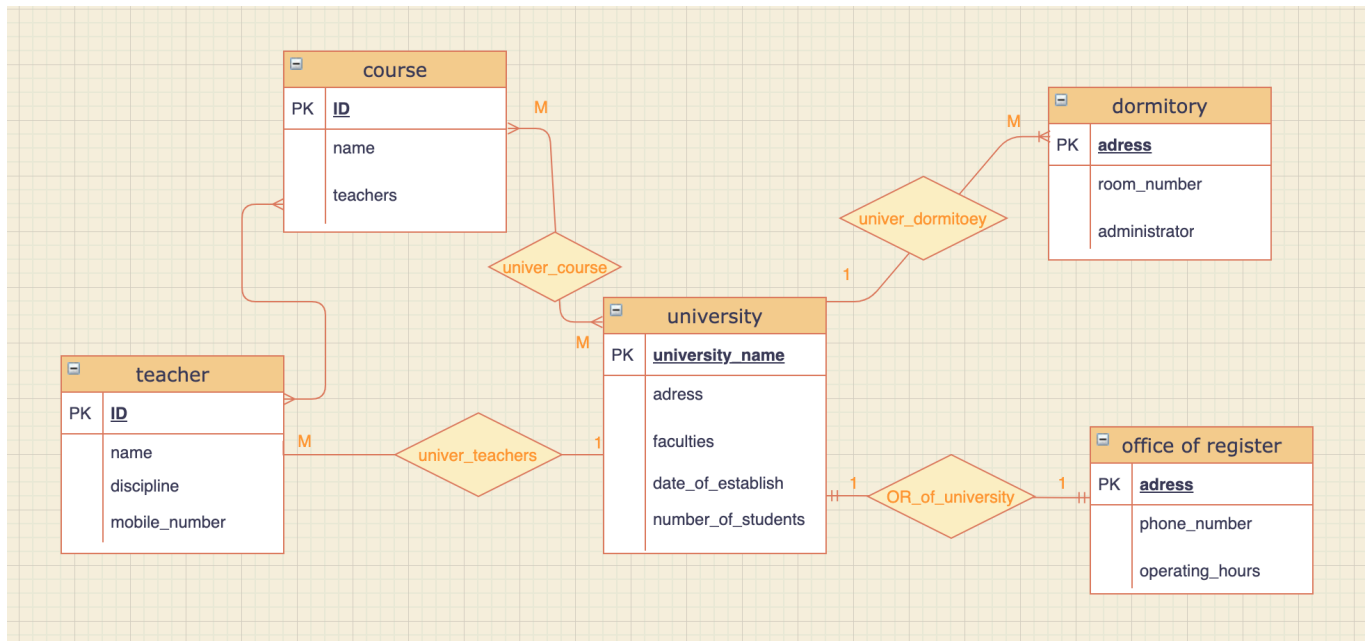 course
PK ID
name
teachers
M
univer_course
M
dormitory
PK adress
room_number
administrator
M
univer_dormitoey
1
university
PK university_name
adress
faculties
date_of_establish
number_of_students
teacher
PK ID
name
discipline
mobile_number
M
univer_teachers
1
1
OR_of_university
1
office of register
PK adress
phone_number
operating_hours